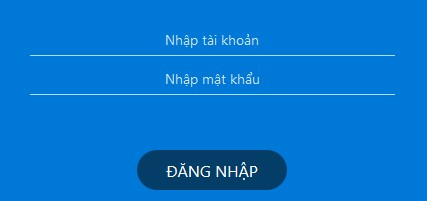 Nhập tài khoản
Nhập mật khẩu
ĐĂNG NHẬP